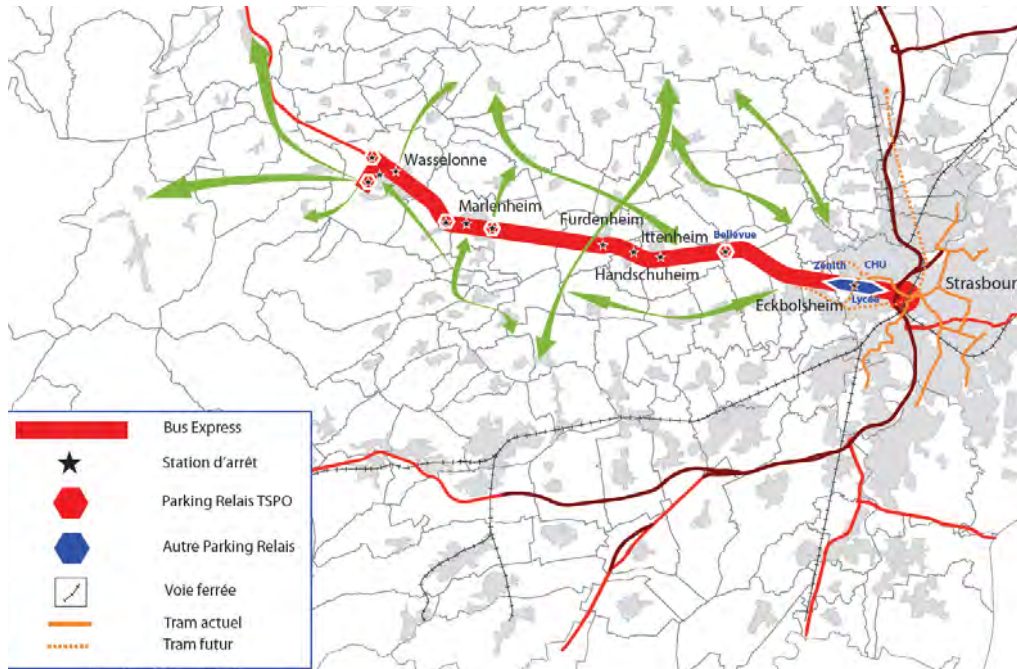 Wasselonne
Marlenheim
Furdenheim
Ittenheim
Bellevue
Handschuheim
Zénith
CHU
Strasbour
Lycée
Eckbolsheim
Bus Express
Station d'arrêt
Parking Relais TSPO
Autre Parking Relais
Voie ferrée
Tram actuel
Tram futur